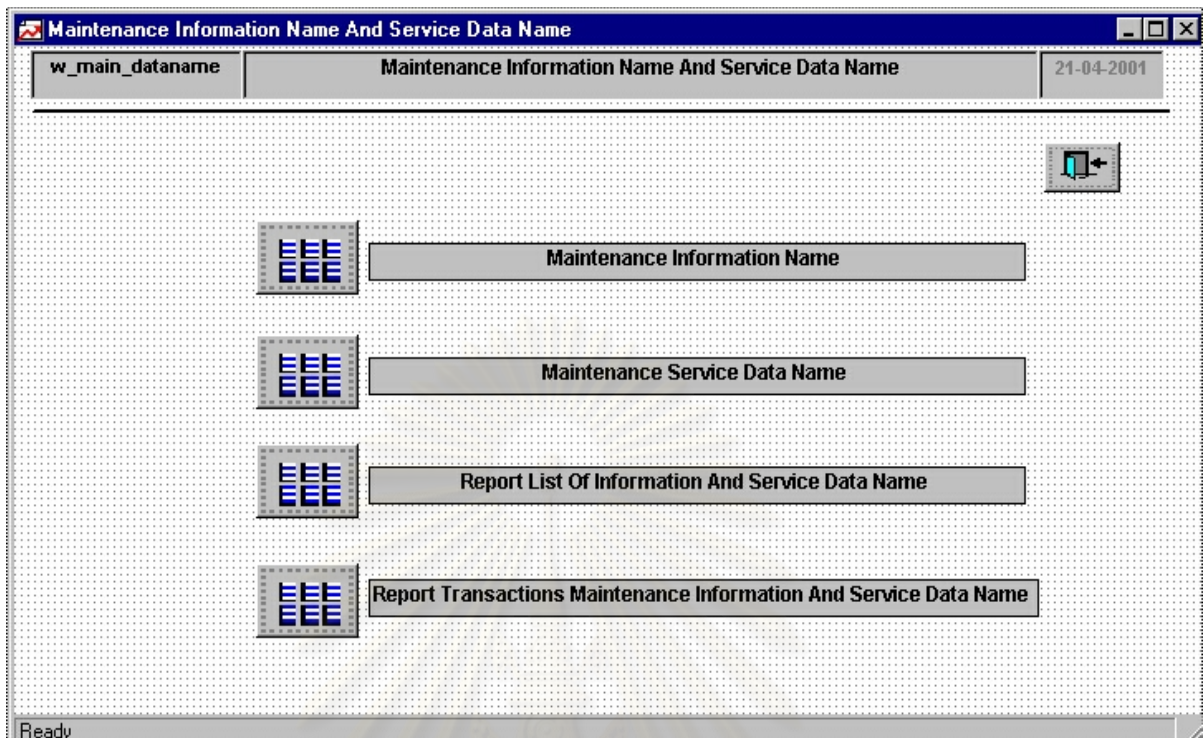 Maintenance Information Name And Service Data Name
w_main_dataname Maintenance Information Name And Service Data Name 21-04-2001
Maintenance Information Name
Maintenance Service Data Name
Report List Of Information And Service Data Name
Report Transactions Maintenance Information And Service Data Name
Ready